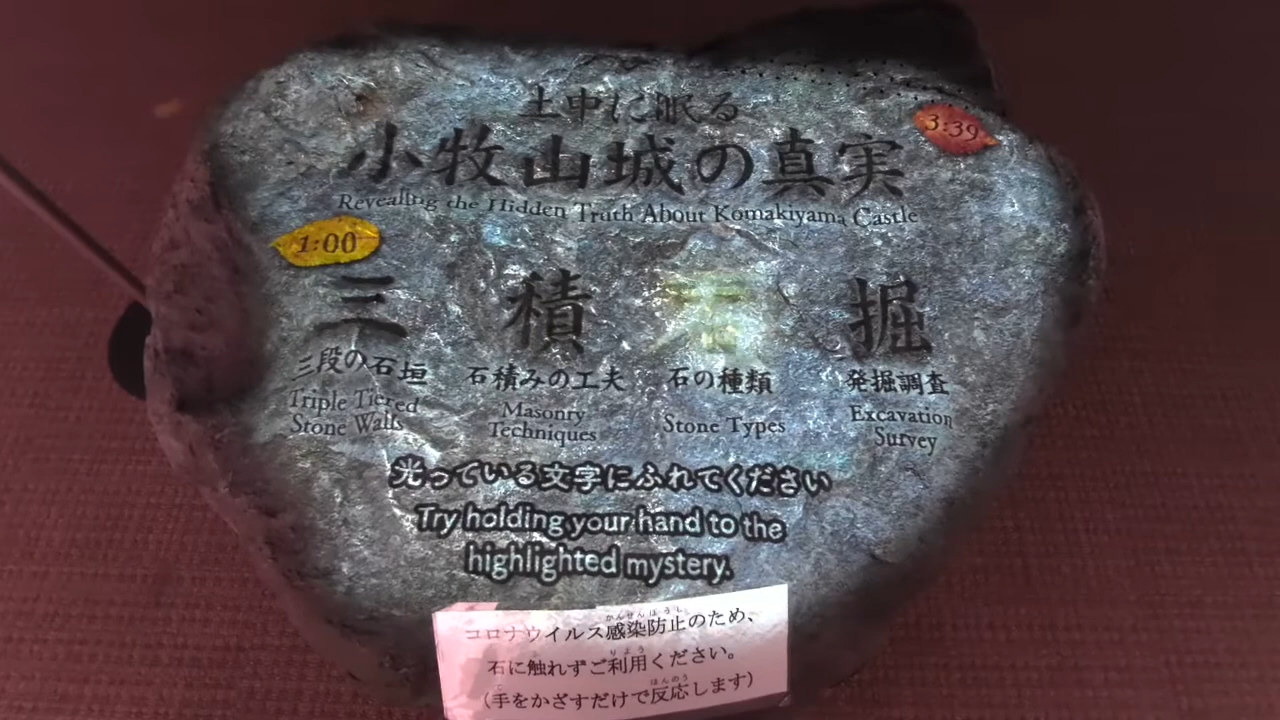 土中に眠る
小牧山城の真実
3:39
Revealing the Hidden Truth About Komakiyama Castle
1:00
三 積 石 掘
三段の石垣 石積みの工夫 石の種類 発掘調査
Triple Tiered Masonry Stone Types Excavation
Stone Walls Techniques Survey
光っている文字にふれてください
Try holding your hand to the
highlighted mystery.
コロナウイルス感染防止のため、
石に触れずご利用ください。
(手をかざすだけで反応します)